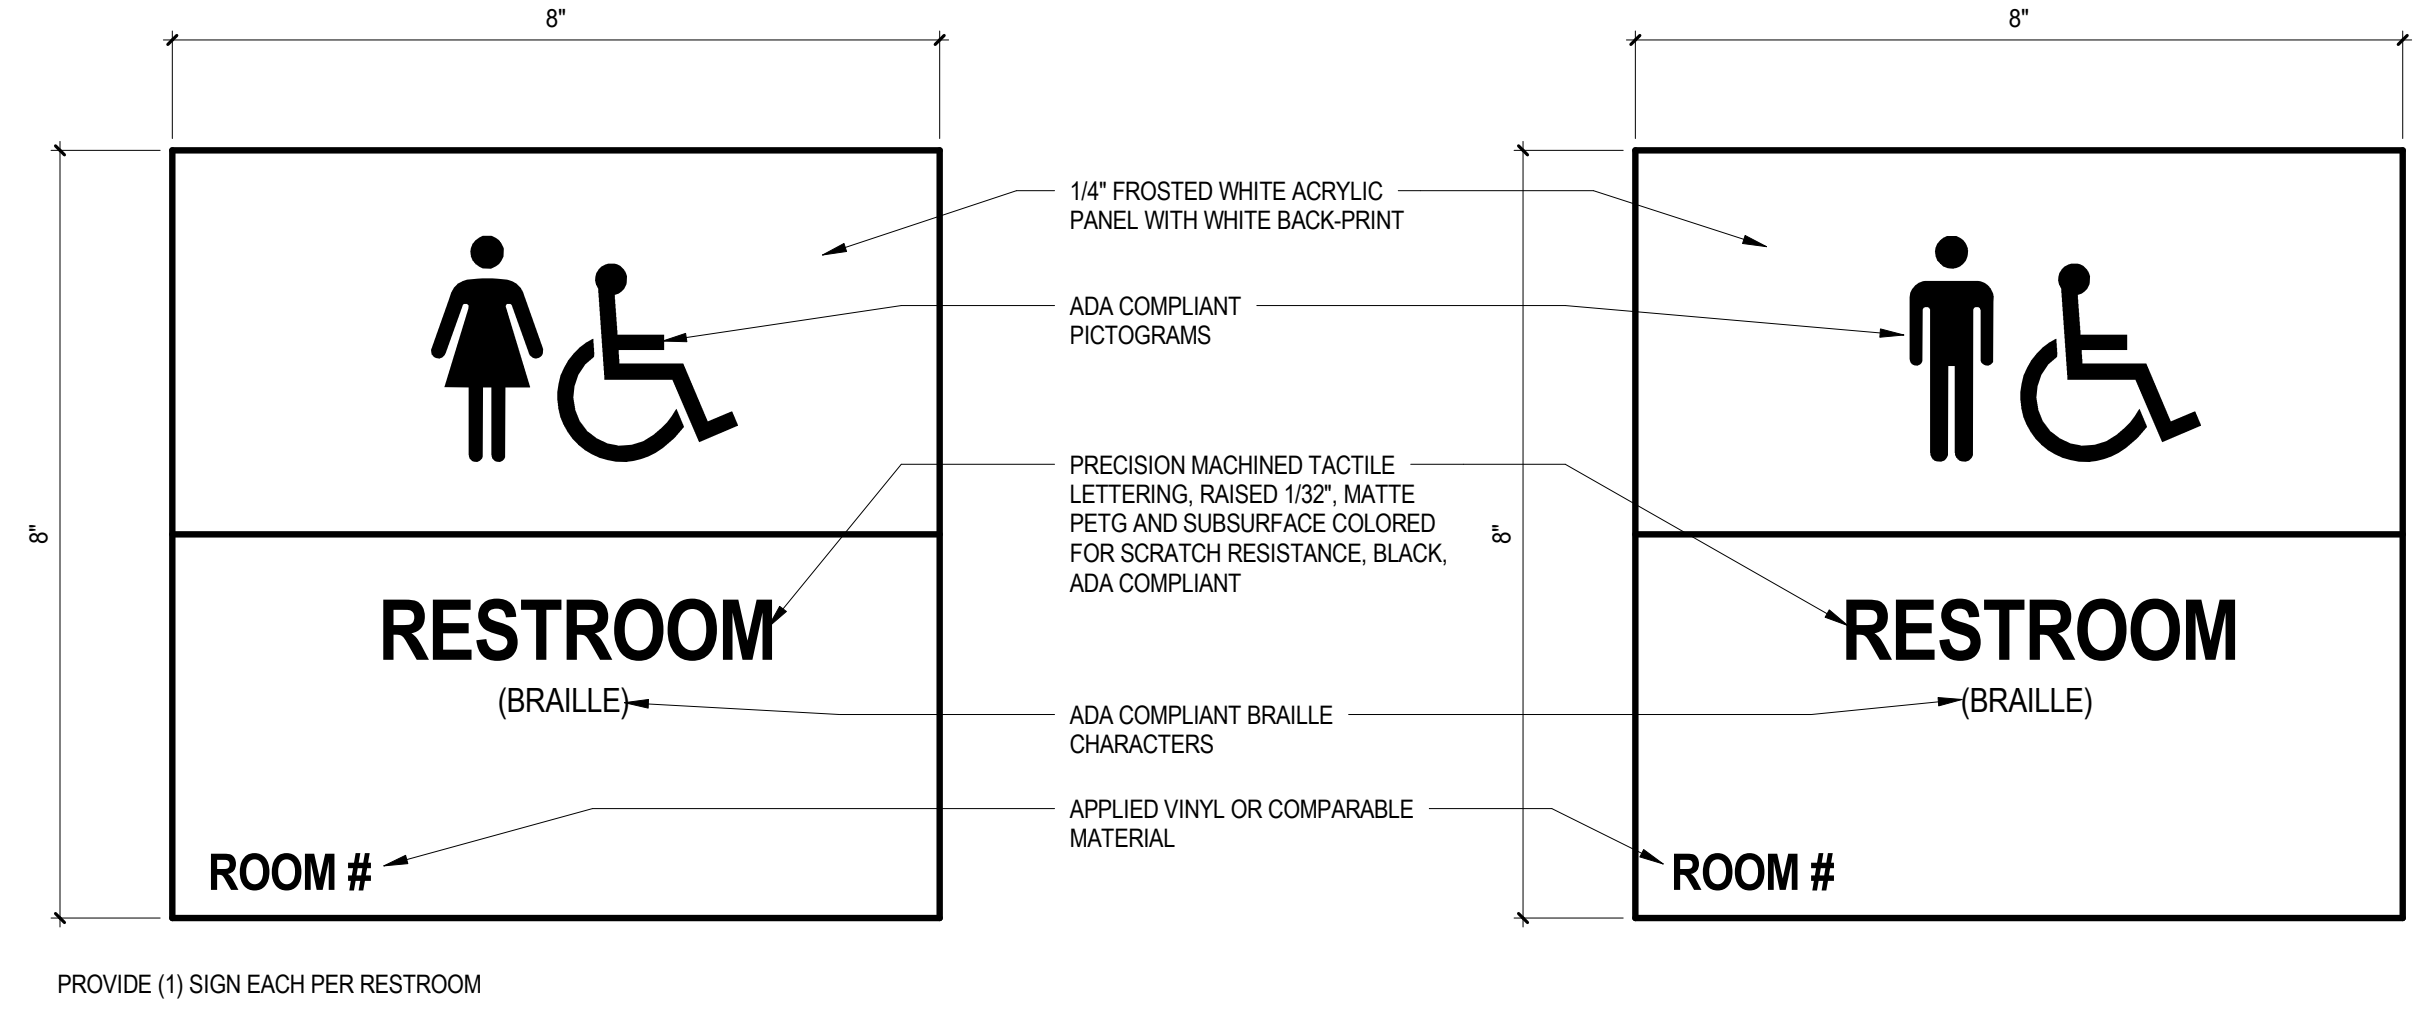 8"
8"
8"
1/4" FROSTED WHITE ACRYLIC
PANEL WITH WHITE BACK-PRINT
ADA COMPLIANT
PICTOGRAMS
PRECISION MACHINED TACTILE
LETTERING, RAISED 1/32", MATTE
PETG AND SUBSURFACE COLORED
FOR SCRATCH RESISTANCE, BLACK,
ADA COMPLIANT
8"
RESTROOM
(BRAILLE)
RESTROOM
(BRAILLE)
ADA COMPLIANT BRAILLE
CHARACTERS
APPLIED VINYL OR COMPARABLE
MATERIAL
ROOM #
ROOM #
PROVIDE (1) SIGN EACH PER RESTROOM